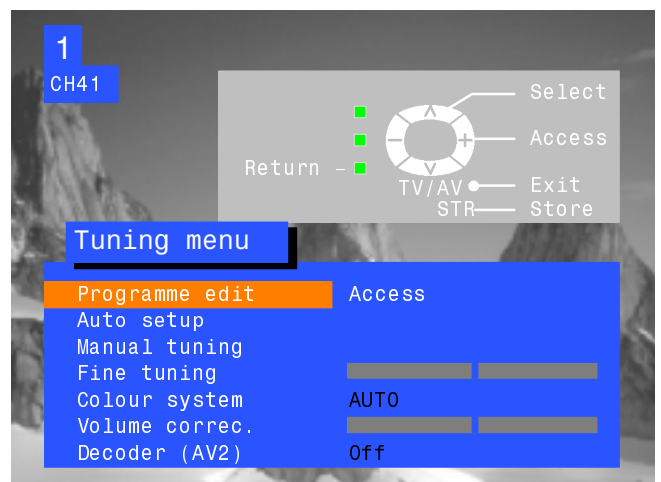 1
CH41
Select
Access
Return –
TV/AV Exit
STR Store
Tuning menu
Programme edit Access
Auto setup
Manual tuning
Fine tuning
Colour system AUTO
Volume correc.
Decoder (AV2) Off